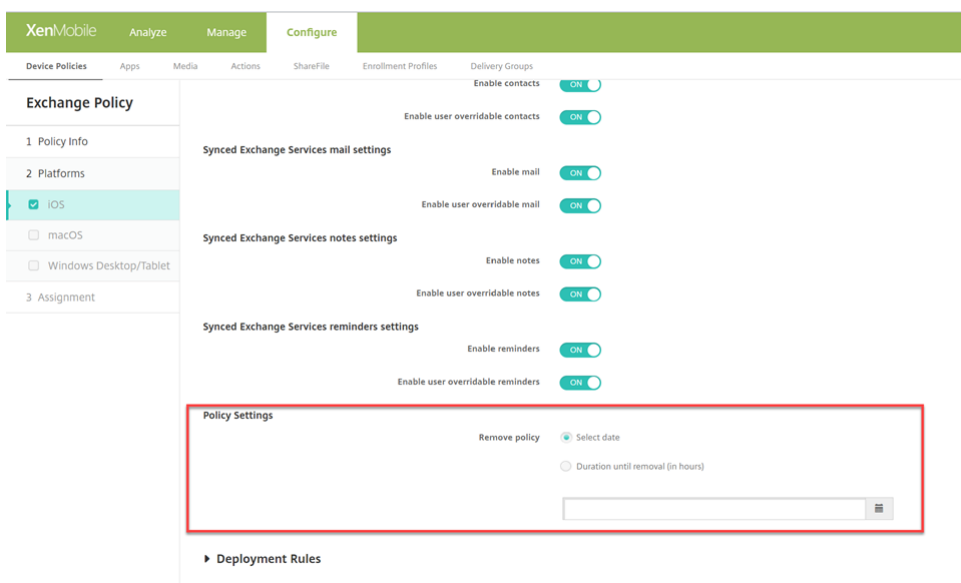 XenMobile Analyze Manage Configure
Device Policies Apps Media Actions ShareFile Enrollment Profiles Delivery Groups
Exchange Policy
1 Policy Info
2 Platforms
iOS
macOS
Windows Desktop/Tablet
3 Assignment
Enable contacts ON
Enable user overridable contacts ON
Synced Exchange Services mail settings
Enable mail ON
Enable user overridable mail ON
Synced Exchange Services notes settings
Enable notes ON
Enable user overridable notes ON
Synced Exchange Services reminders settings
Enable reminders ON
Enable user overridable reminders ON
Policy Settings
Remove policy Select date
Duration until removal (in hours)
Deployment Rules